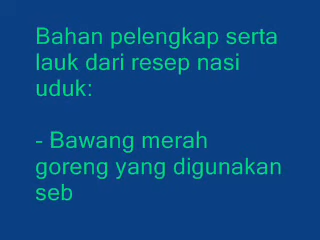 Bahan pelengkap serta
lauk dari resep nasi
uduk:
- Bawang merah
goreng yang digunakan
seb